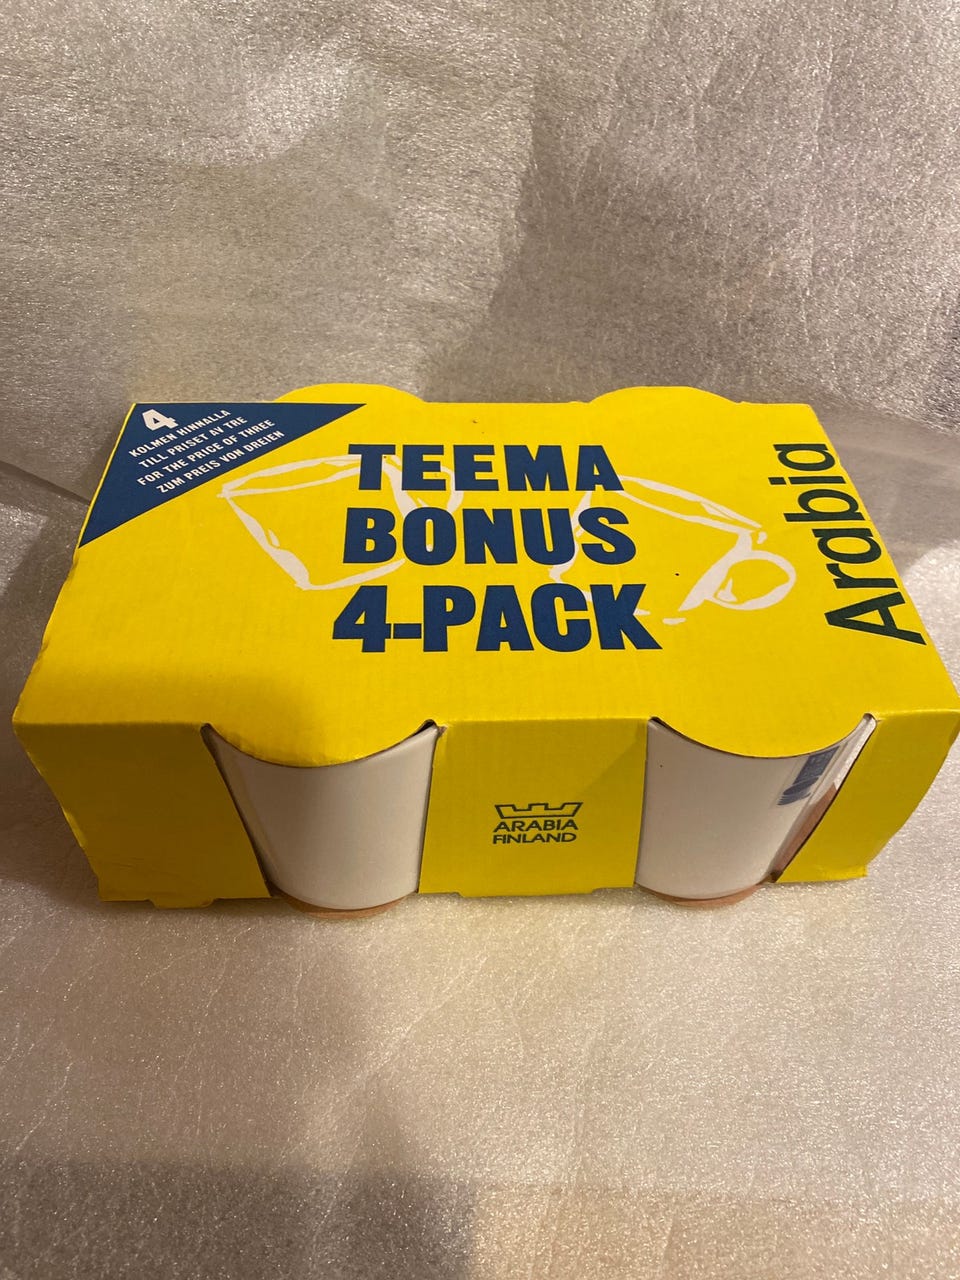 4
KOLMEN HINNALLA
TILL PRISET AV TRE
FOR THE PRICE OF THREE
ZUM PREIS VON DREIEN
TEEMA
BONUS
4-PACK
Arabia
ARABIA
FINLAND